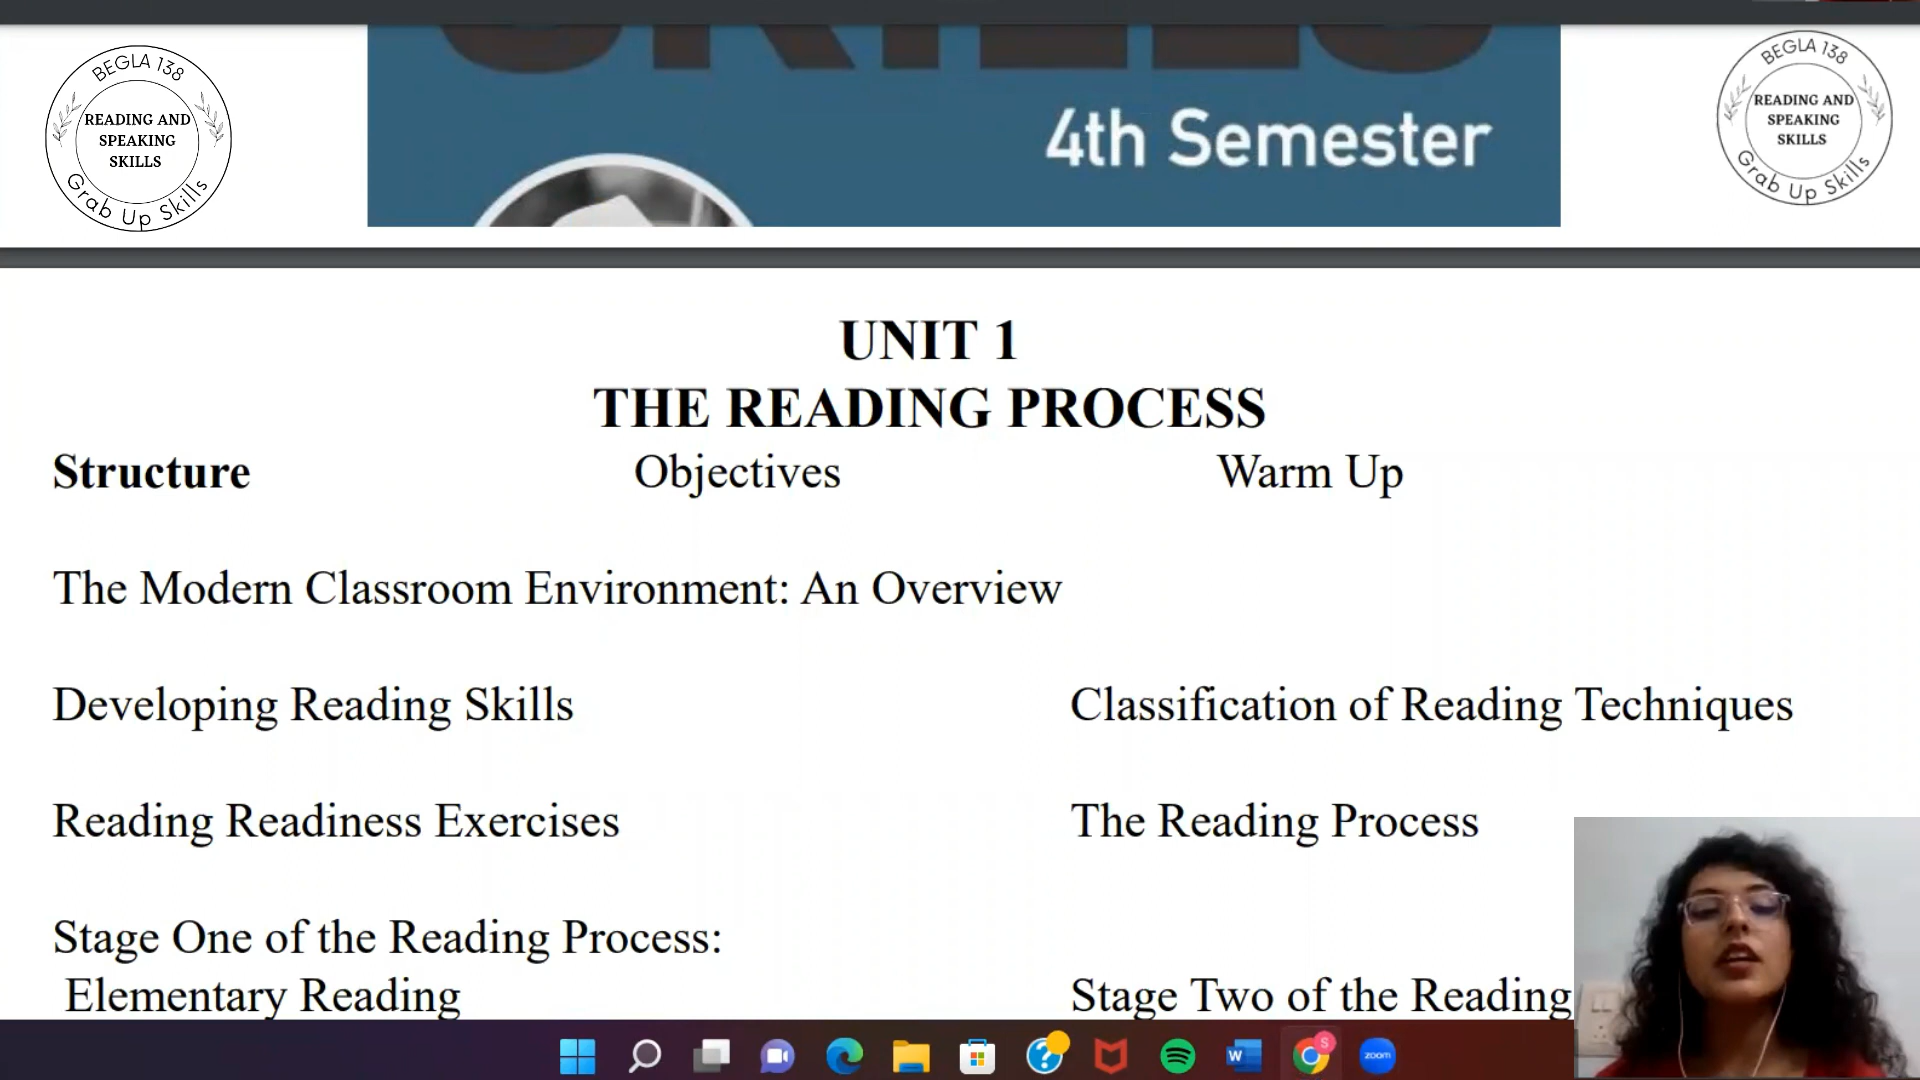 SKILLS
4th Semester
BEGLA 138
READING AND
SPEAKING
SKILLS
Grab Up Skills
BEGLA 138
READING AND
SPEAKING
SKILLS
Grab Up Skills
UNIT 1
THE READING PROCESS
Structure Objectives Warm Up
The Modern Classroom Environment: An Overview
Developing Reading Skills Classification of Reading Techniques
Reading Readiness Exercises The Reading Process
Stage One of the Reading Process:
Elementary Reading Stage Two of the Reading
S
W
zoom